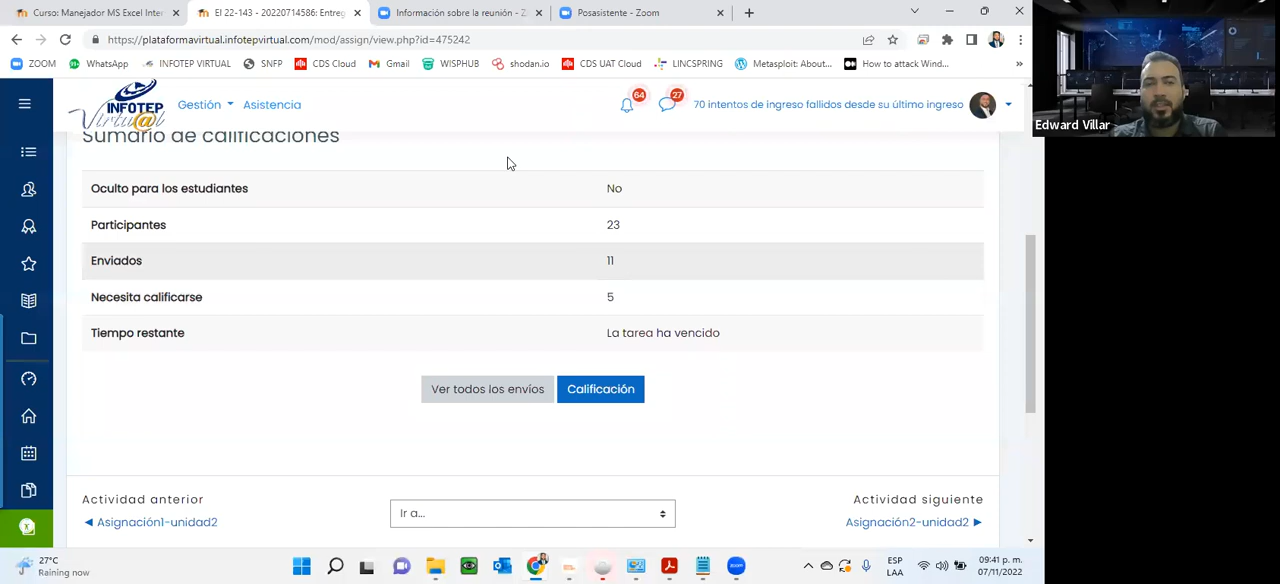 Curso: Manejador MS Excel Inter
El 22-143 - 20220714586: Entreg
Información sobre la reunión - Z
Posasistente - Zoom
https://plataformavirtual.infotepvirtual.com/mod/assign/view.php?id=475242
ZOOM
WhatsApp
INFOTEP VIRTUAL
SNFP
CDS Cloud
Gmail
WISPHUB
shodan.io
CDS UAT Cloud
LINCSPRING
Metasploit: About...
How to attack Wind...
»
INFOTEP
Virtu@l
Gestión
Asistencia
64
27
70 intentos de ingreso fallidos desde su último ingreso
Edward Villar
Sumario de calificaciones
Oculto para los estudiantes No
Participantes 23
Enviados 11
Necesita calificarse 5
Tiempo restante La tarea ha vencido
Ver todos los envíos
Calificación
Actividad anterior
◀ Asignación1-unidad2
Ir a...
Actividad siguiente
Asignación2-unidad2 ▶
27°C
Raining now
zoom
ESP
LAA
09:41 p. m.
07/11/2022